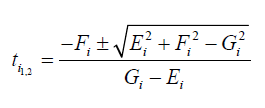 t_{i_{1,2}} = \frac{-F_i \pm \sqrt{E_i^2 + F_i^2 - G_i^2}}{G_i - E_i}